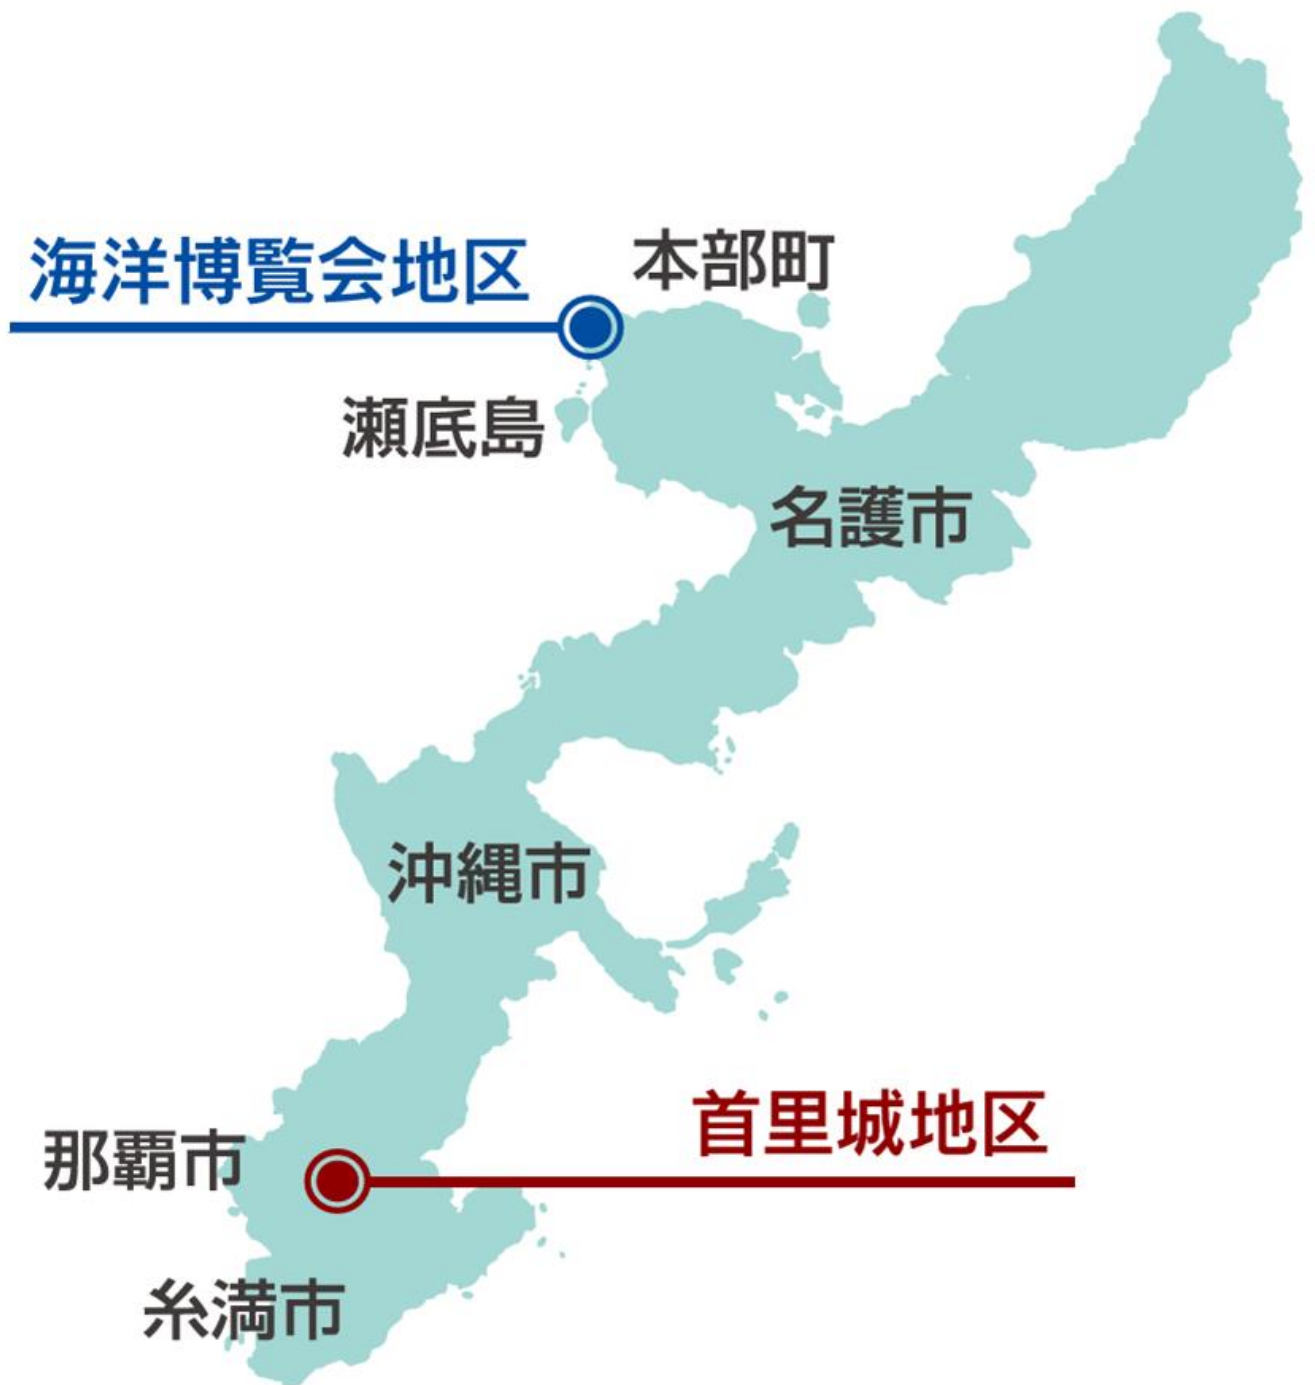 海洋博覧会地区
本部町
瀬底島
名護市
沖縄市
首里城地区
那覇市
糸満市